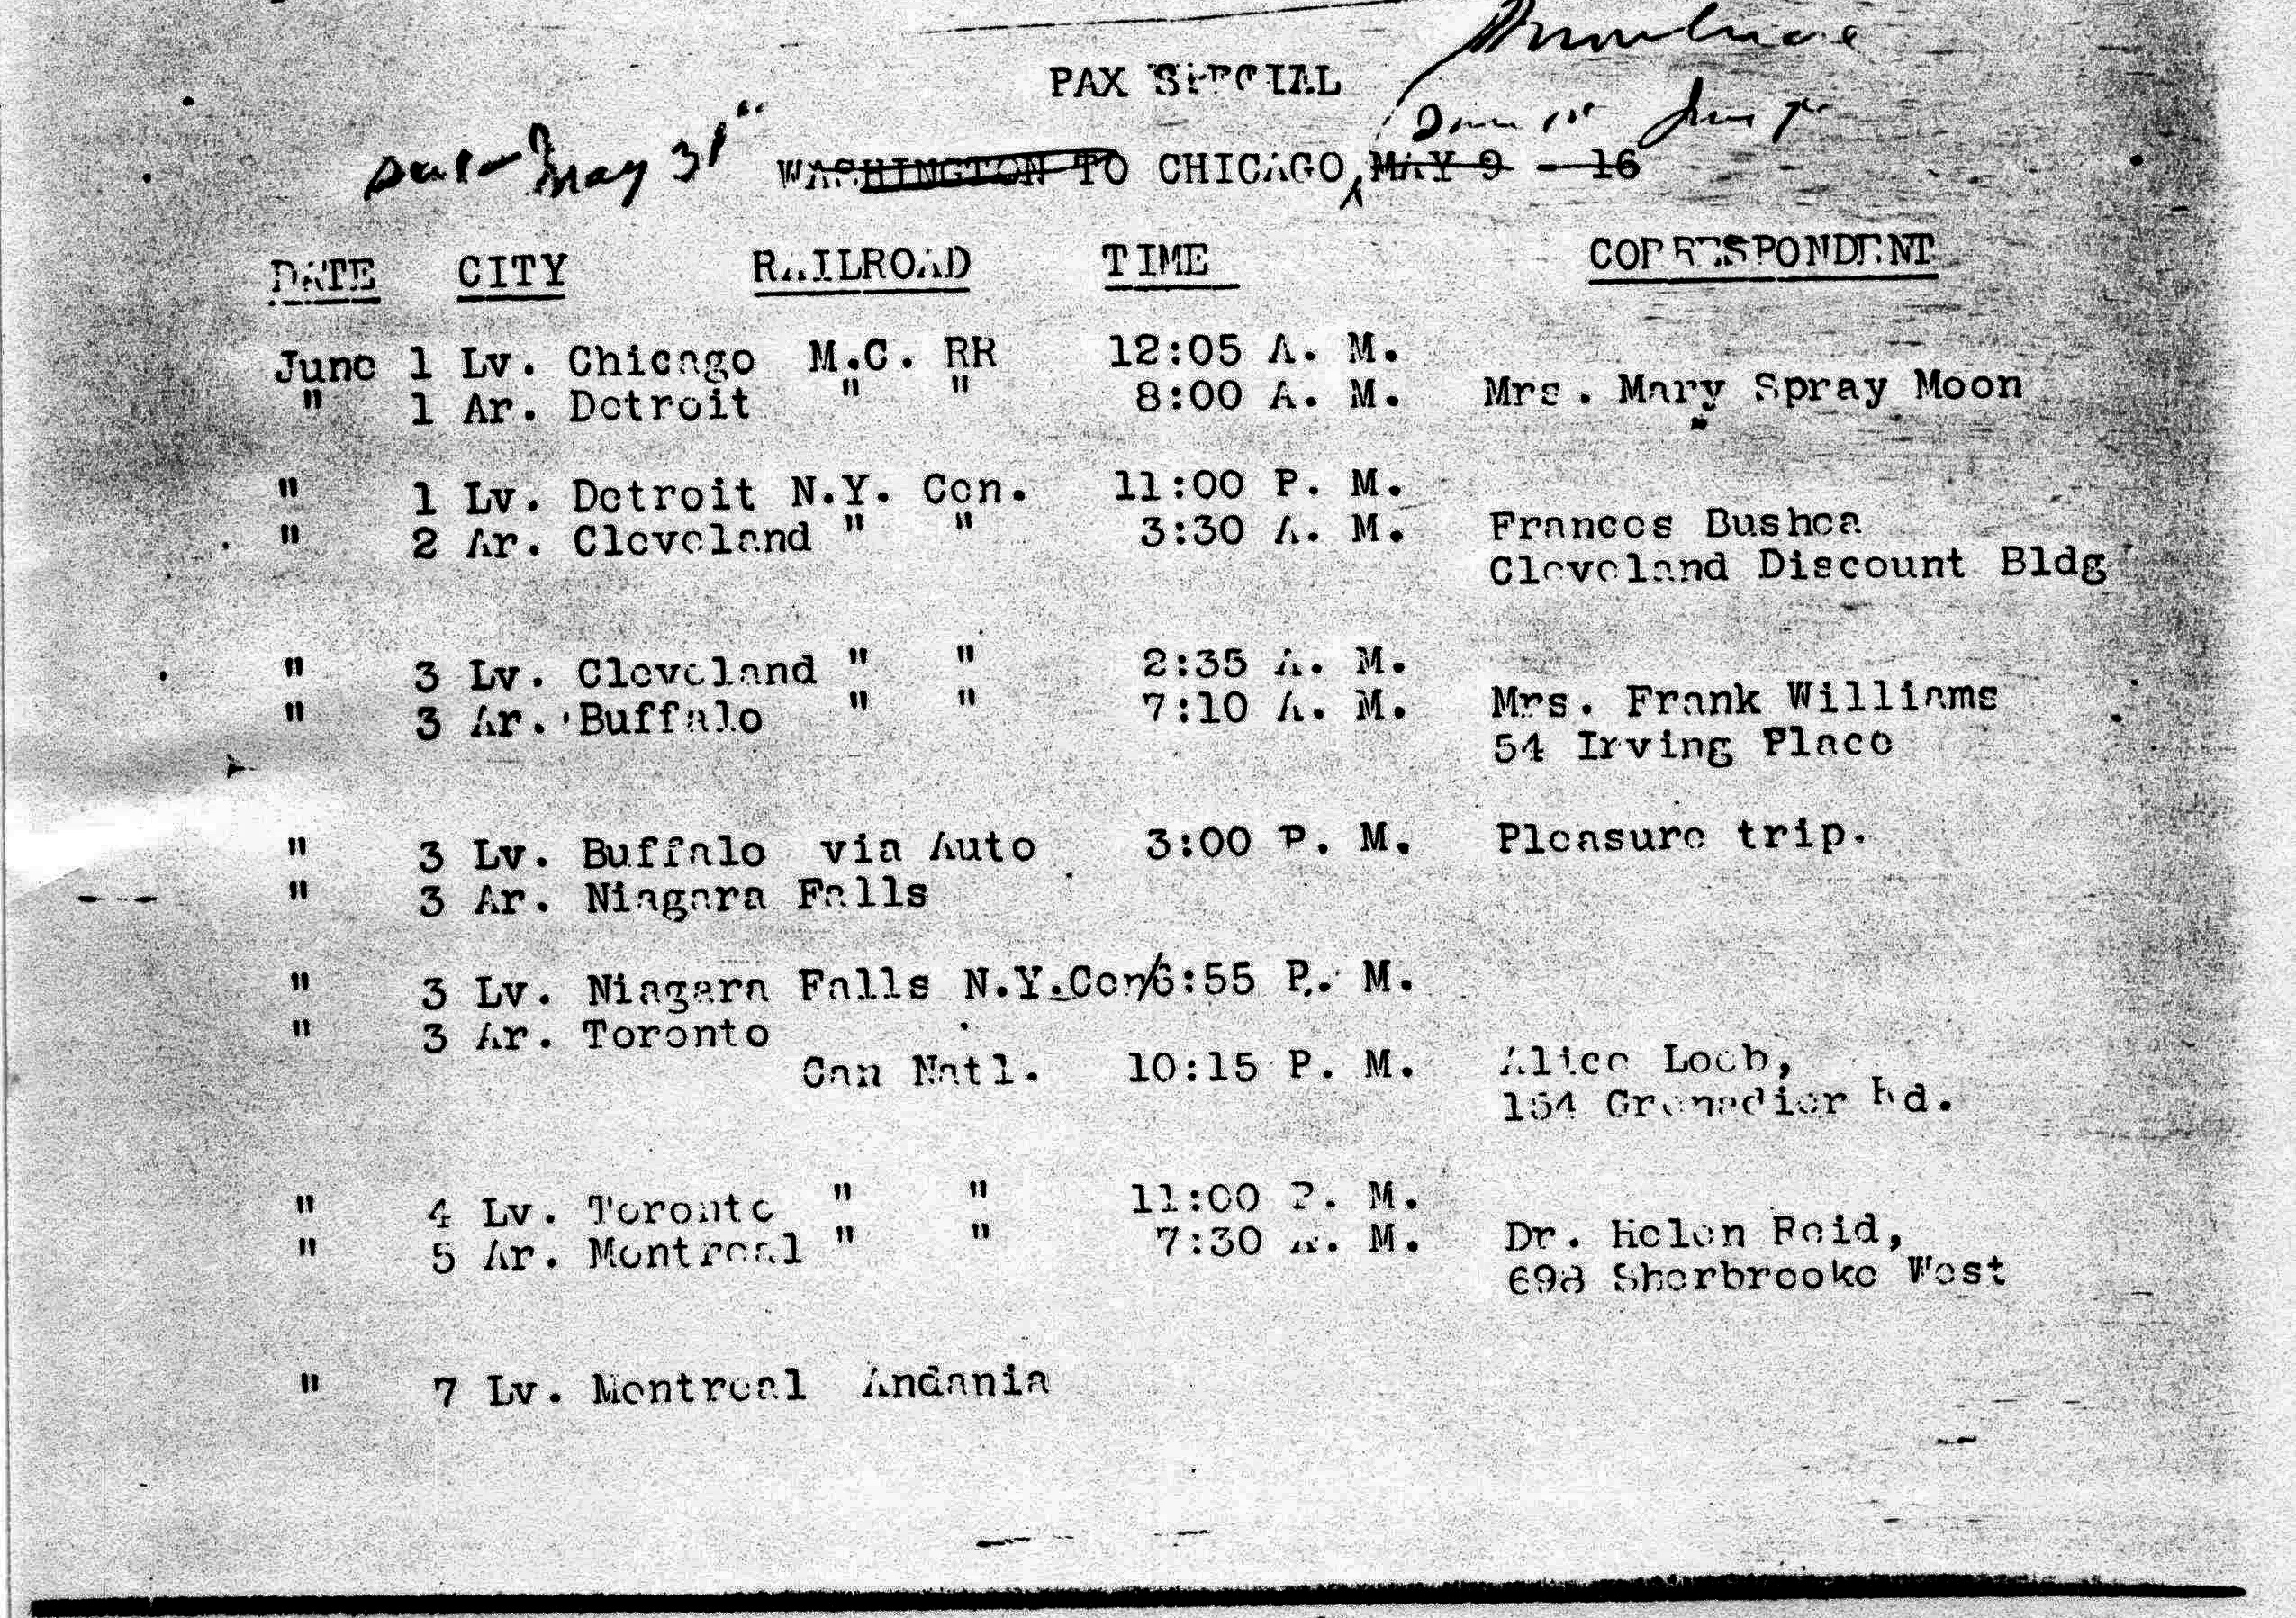 PAX SPECIAL
May 31st WASHINGTON TO CHICAGO, MAY 9 - 16
DATE CITY RAILROAD TIME CORRESPONDENT
June 1 Lv. Chicago M.C. RR 12:05 A. M.
" 1 Ar. Detroit " " 8:00 A. M. Mrs. Mary Spray Moon
" 1 Lv. Detroit N.Y. Cen. 11:00 P. M.
" 2 Ar. Cleveland " " 3:30 A. M. Frances Bushea
Cleveland Discount Bldg
" 3 Lv. Cleveland " " 2:35 A. M.
" 3 Ar. Buffalo " " 7:10 A. M. Mrs. Frank Williams
54 Irving Place
" 3 Lv. Buffalo via Auto 3:00 P. M. Pleasure trip.
" 3 Ar. Niagara Falls
" 3 Lv. Niagara Falls N.Y.Cen/6:55 P. M.
" 3 Ar. Toronto
Can Natl. 10:15 P. M. Alice Loeb,
154 Grenadier Rd.
" 4 Lv. Toronto " " 11:00 P. M.
" 5 Ar. Montreal " " 7:30 A. M. Dr. Helen Reid,
698 Sherbrooke West
" 7 Lv. Montreal Andania